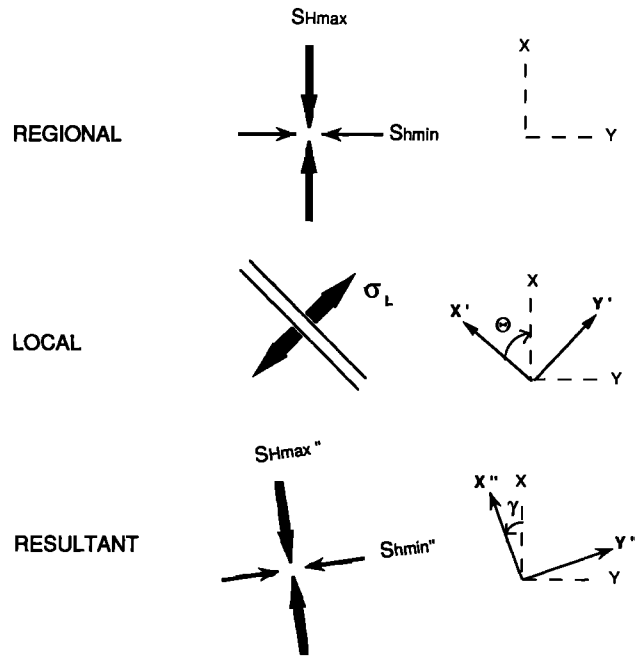 SHmax
X
REGIONAL
Shmin
Y
σL
X
X'
Θ
Y'
LOCAL
Y
SHmax"
X"
X
γ
RESULTANT
Shmin"
Y"
Y